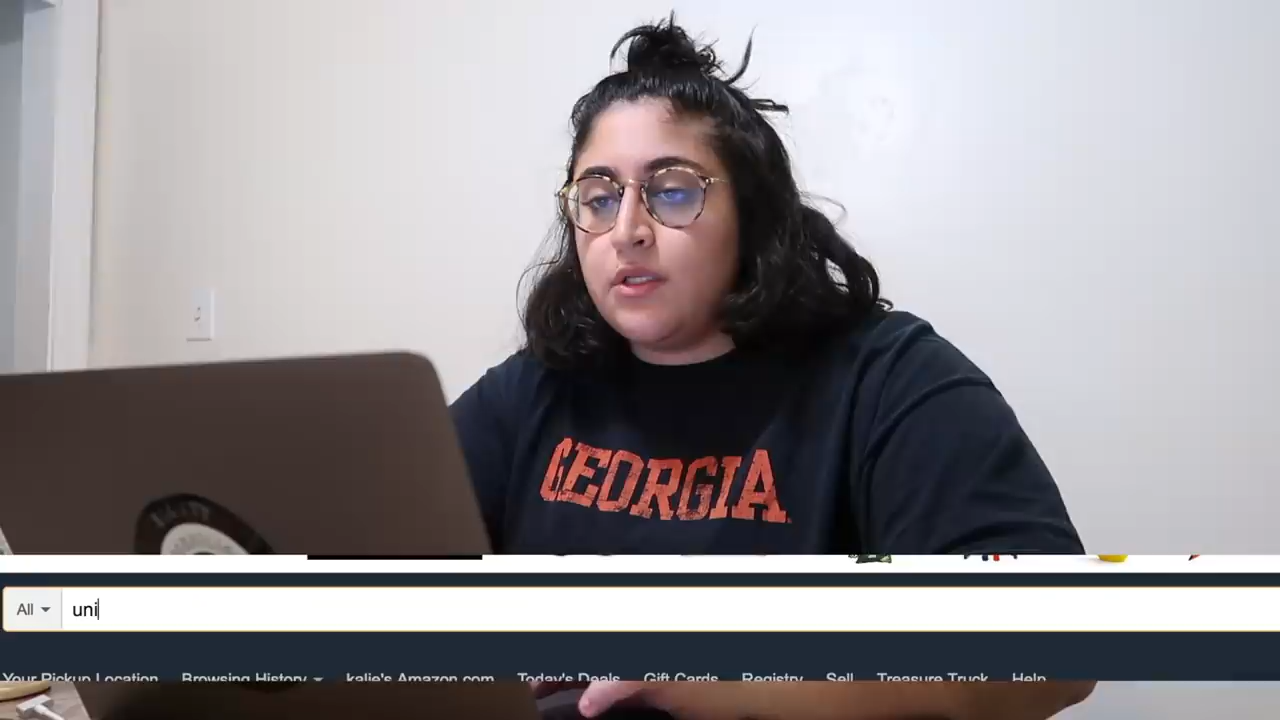 GEORGIA
All uni
Your Pickup Location Browsing History kalie's Amazon.com Today's Deals Gift Cards Registry Sell Treasure Truck Help